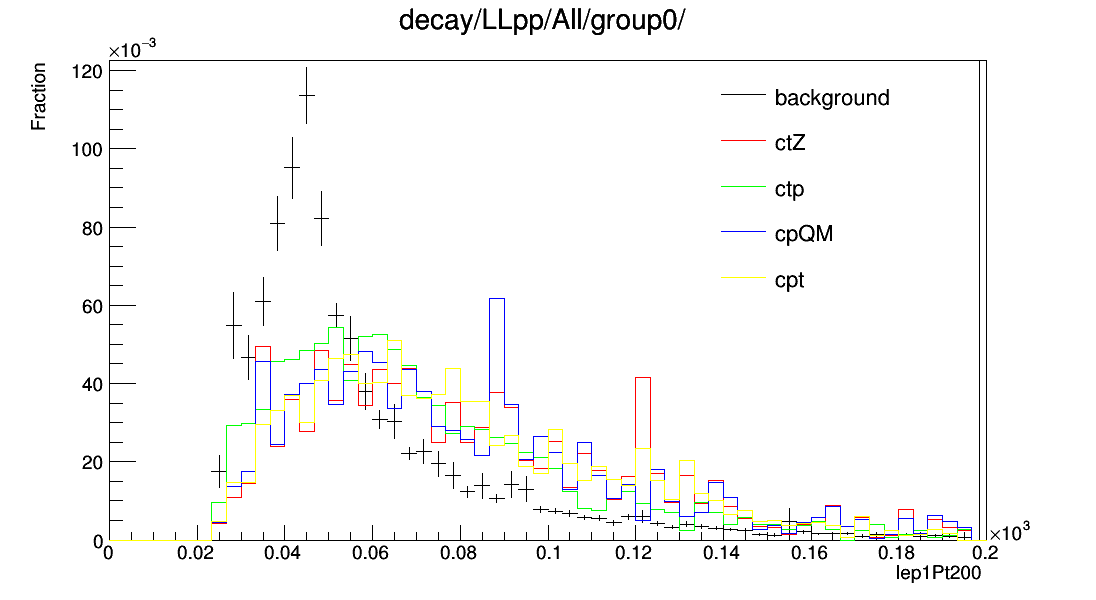 decay/LLpp/All/group0/
×10⁻³
Fraction
120
100
80
60
40
20
0
background
ctZ
ctp
cpQM
cpt
0 0.02 0.04 0.06 0.08 0.1 0.12 0.14 0.16 0.18 0.2
×10³
lep1Pt200